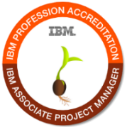 IBM PROFESSION ACCREDITATION
IBM.
IBM ASSOCIATE PROJECT MANAGER